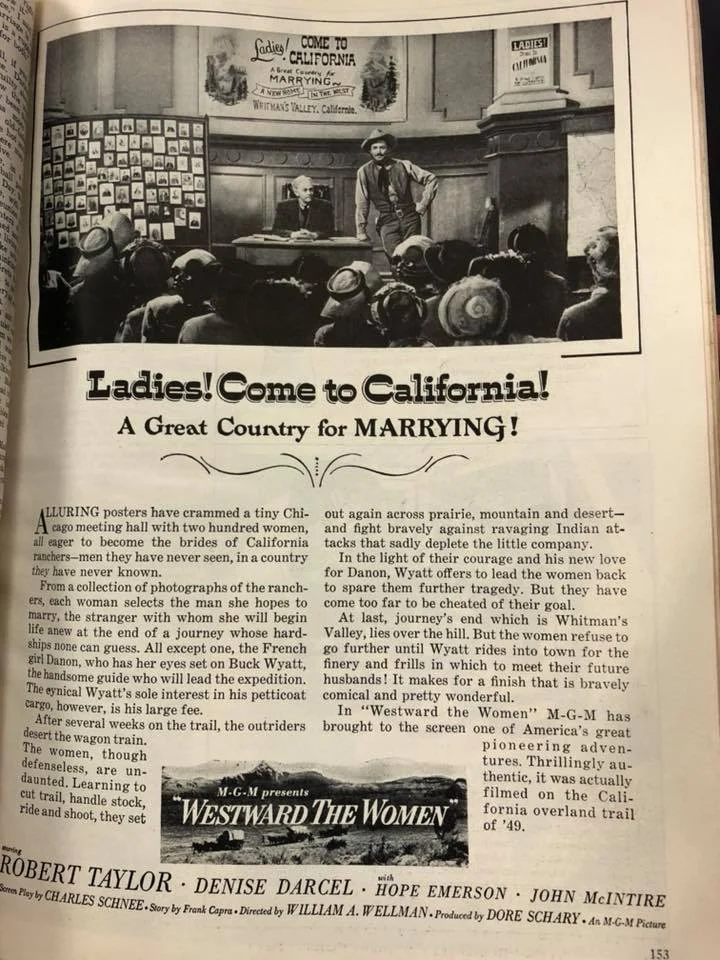 Ladies! COME TO
CALIFORNIA
A Great Country for
MARRYING
A NEW HOME IN THE WEST
WHITMAN'S VALLEY, California.
LADIES!
COME TO
CALIFORNIA
Ladies! Come to California!
A Great Country for MARRYING!
ALLURING posters have crammed a tiny Chi-
cago meeting hall with two hundred women,
all eager to become the brides of California
ranchers—men they have never seen, in a country
they have never known.
From a collection of photographs of the ranch-
ers, each woman selects the man she hopes to
marry, the stranger with whom she will begin
life anew at the end of a journey whose hard-
ships none can guess. All except one, the French
girl Danon, who has her eyes set on Buck Wyatt,
the handsome guide who will lead the expedition.
The cynical Wyatt's sole interest in his petticoat
cargo, however, is his large fee.
After several weeks on the trail, the outriders
desert the wagon train.
The women, though
defenseless, are un-
daunted. Learning to
cut trail, handle stock,
ride and shoot, they set
out again across prairie, mountain and desert—
and fight bravely against ravaging Indian at-
tacks that sadly deplete the little company.
In the light of their courage and his new love
for Danon, Wyatt offers to lead the women back
to spare them further tragedy. But they have
come too far to be cheated of their goal.
At last, journey's end which is Whitman's
Valley, lies over the hill. But the women refuse to
go further until Wyatt rides into town for the
finery and frills in which to meet their future
husbands! It makes for a finish that is bravely
comical and pretty wonderful.
In "Westward the Women" M-G-M has
brought to the screen one of America's great
pioneering adven-
tures. Thrillingly au-
thentic, it was actually
filmed on the Cali-
fornia overland trail
of '49.
M-G-M presents
"WESTWARD THE WOMEN"
starring
with
ROBERT TAYLOR · DENISE DARCEL · HOPE EMERSON · JOHN McINTIRE
Screen Play by CHARLES SCHNEE • Story by Frank Capra • Directed by WILLIAM A. WELLMAN • Produced by DORE SCHARY • An M-G-M Picture
153